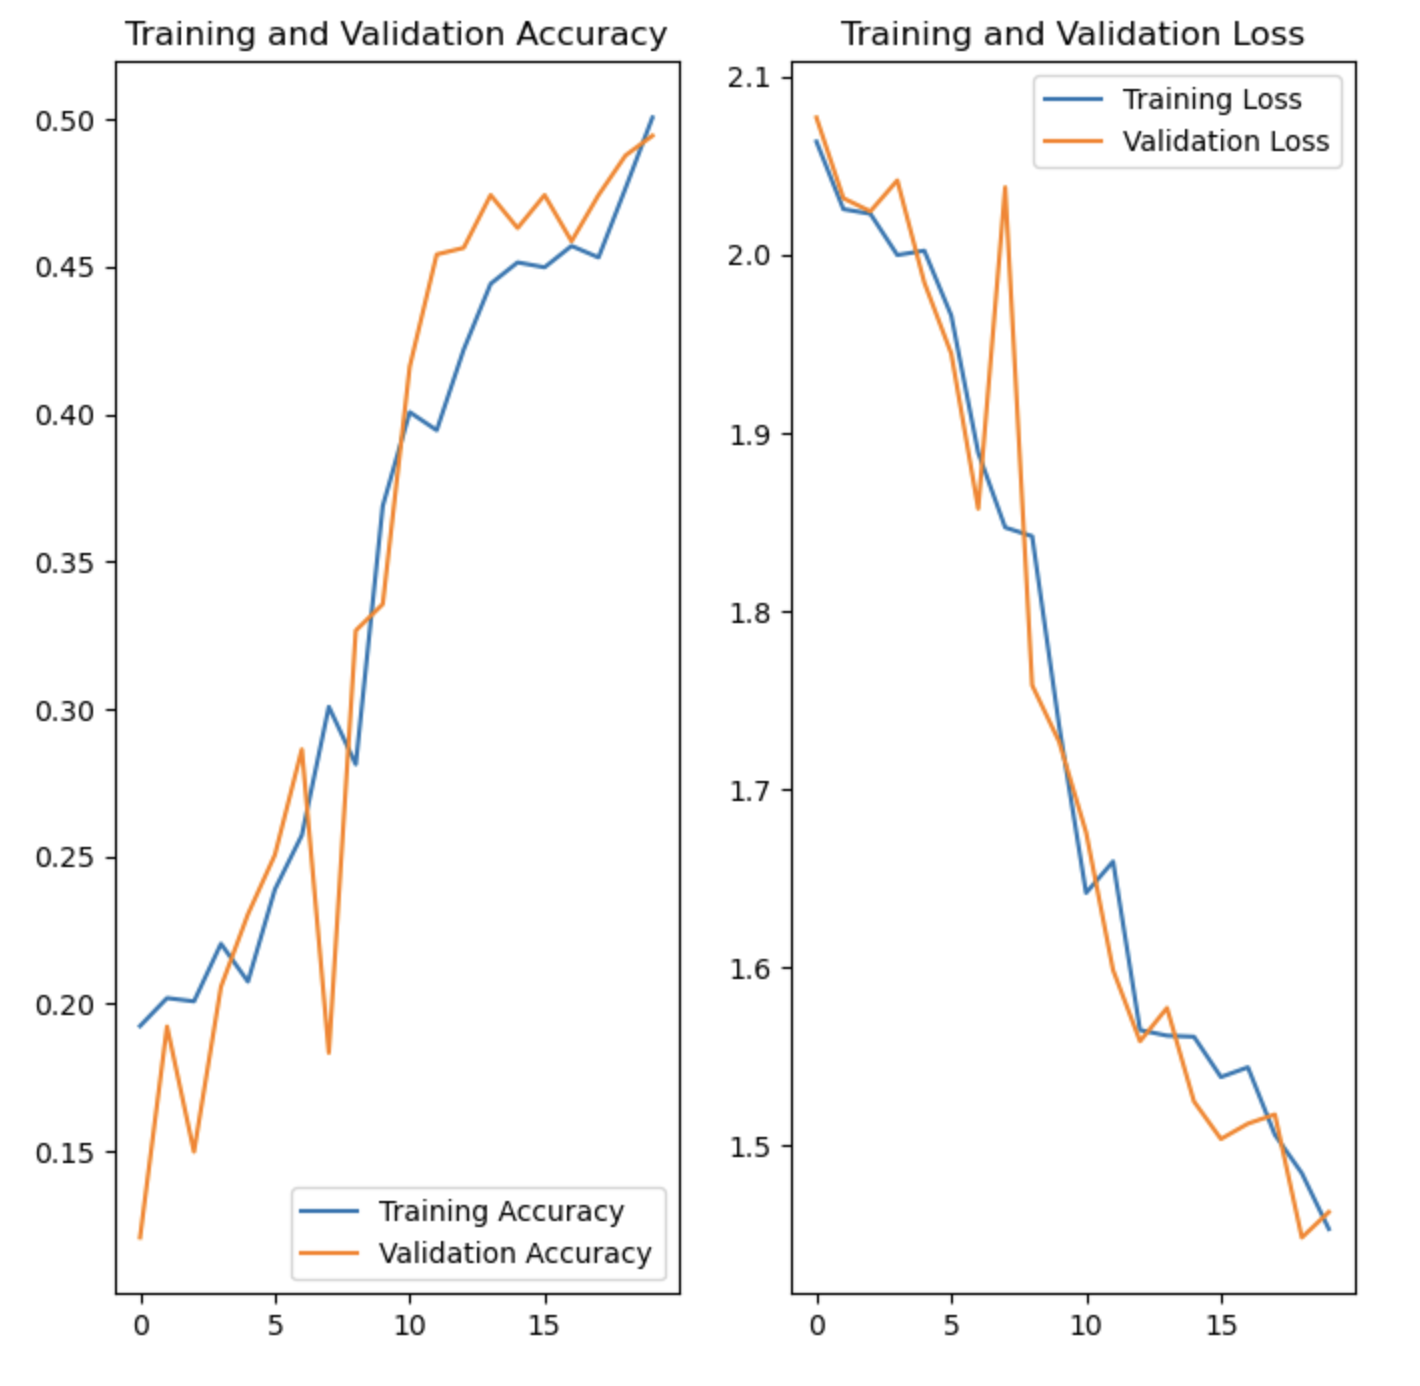 Training and Validation Accuracy
0.50
0.45
0.40
0.35
0.30
0.25
0.20
0.15
Training Accuracy
Validation Accuracy
0 5 10 15
Training and Validation Loss
2.1
2.0
1.9
1.8
1.7
1.6
1.5
Training Loss
Validation Loss
0 5 10 15